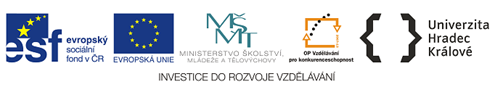 esf evropský
sociální
fond v ČR
EVROPSKÁ UNIE
MŠMT
MINISTERSTVO ŠKOLSTVÍ,
MLÁDEŽE A TĚLOVÝCHOVY
OP Vzdělávání
pro konkurenceschopnost
Univerzita
Hradec
Králové
INVESTICE DO ROZVOJE VZDĚLÁVÁNÍ